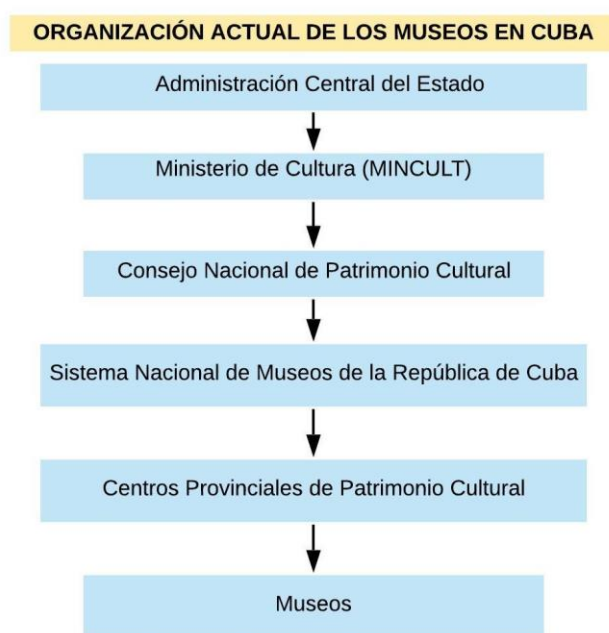 ORGANIZACIÓN ACTUAL DE LOS MUSEOS EN CUBA
Administración Central del Estado
Ministerio de Cultura (MINCULT)
Consejo Nacional de Patrimonio Cultural
Sistema Nacional de Museos de la República de Cuba
Centros Provinciales de Patrimonio Cultural
Museos